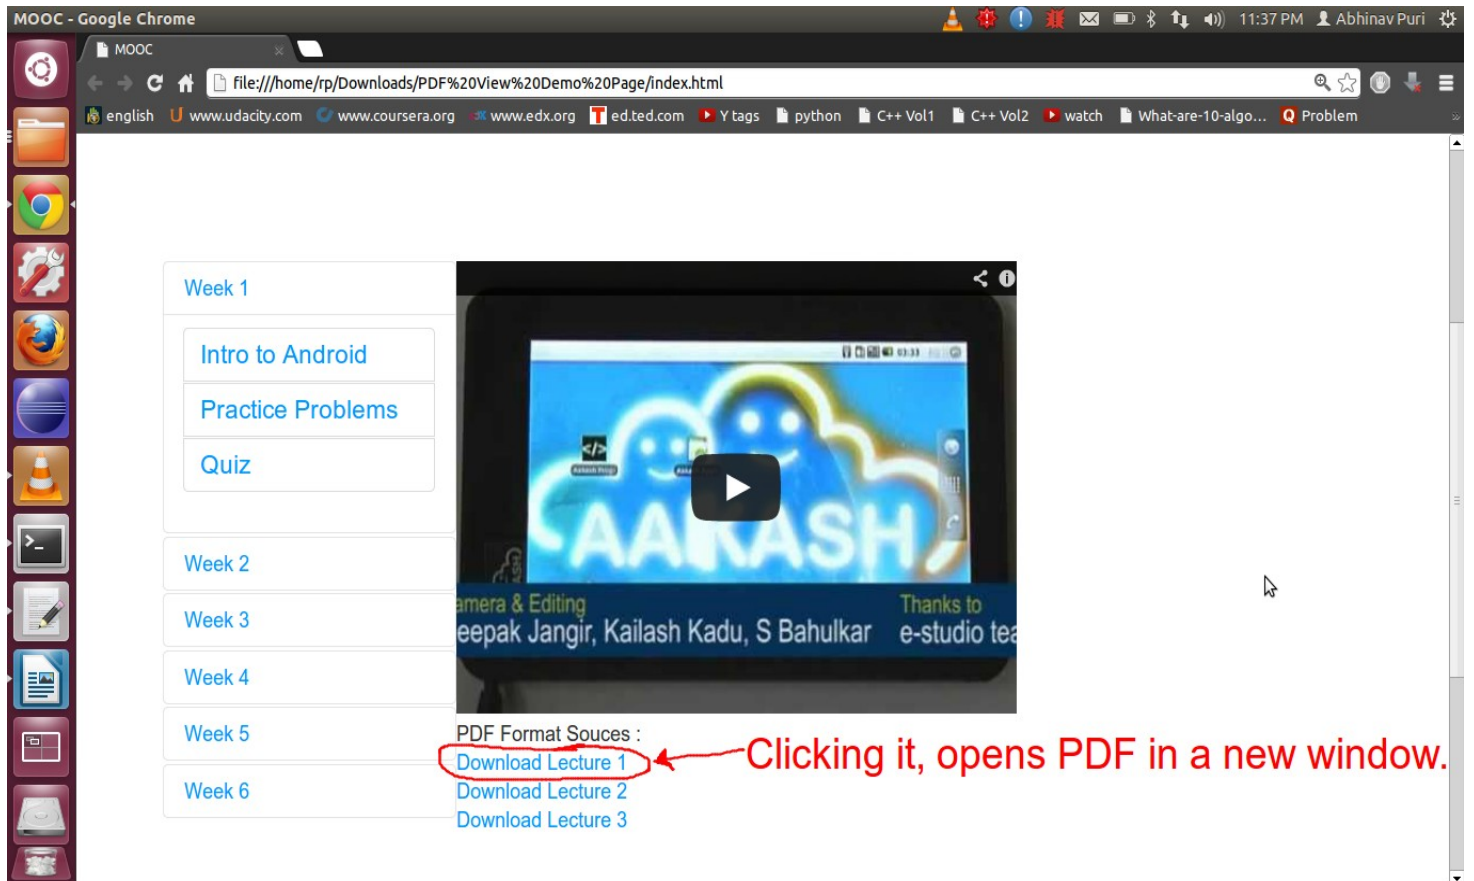 MOOC - Google Chrome
11:37 PM Abhinav Puri
MOOC
file:///home/rp/Downloads/PDF%20View%20Demo%20Page/index.html
english www.udacity.com www.coursera.org www.edx.org ed.ted.com Y tags python C++ Vol1 C++ Vol2 watch What-are-10-algo... Problem
Week 1
Intro to Android
Practice Problems
Quiz
Week 2
Week 3
Week 4
Week 5
Week 6
03:33
AAKASH
amera & Editing
eepak Jangir, Kailash Kadu, S Bahulkar
Thanks to
e-studio tea
PDF Format Souces :
Download Lecture 1
Download Lecture 2
Download Lecture 3
Clicking it, opens PDF in a new window.